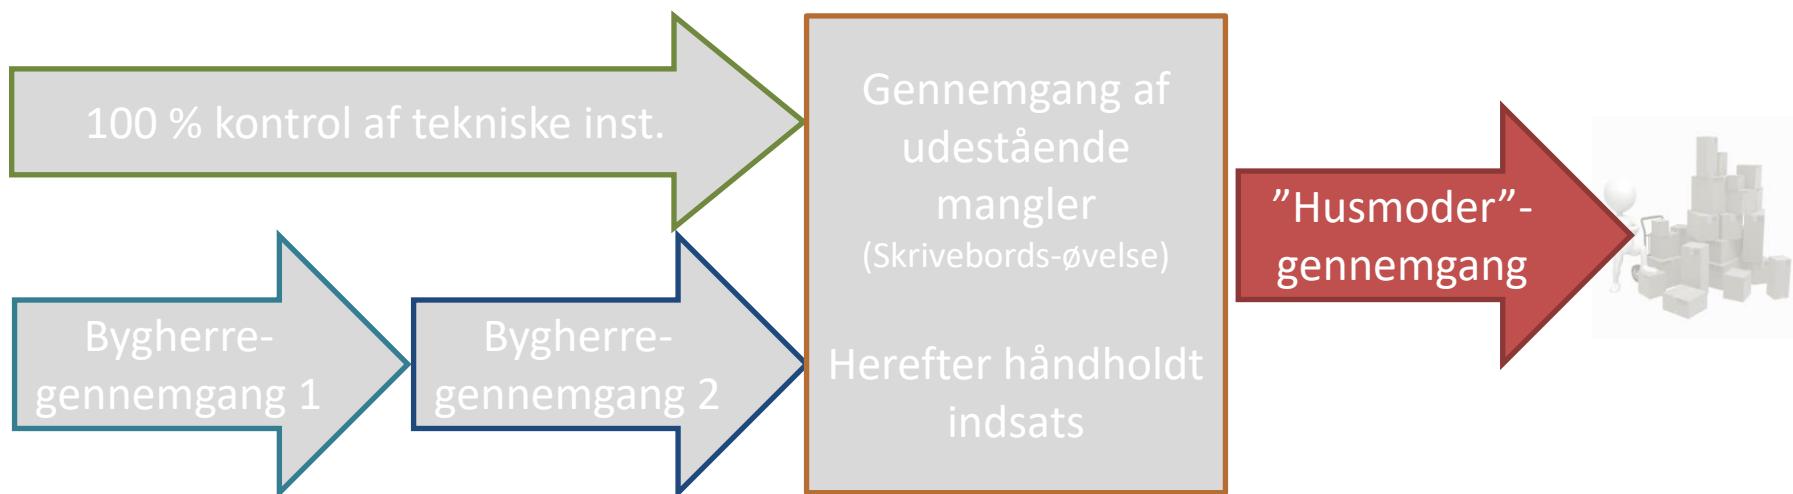 100 % kontrol af tekniske inst.
Bygherre-
gennemgang 1
Bygherre-
gennemgang 2
Gennemgang af
udestående
mangler
(Skrivebords-øvelse)
Herefter håndholdt
indsats
”Husmoder”-
gennemgang